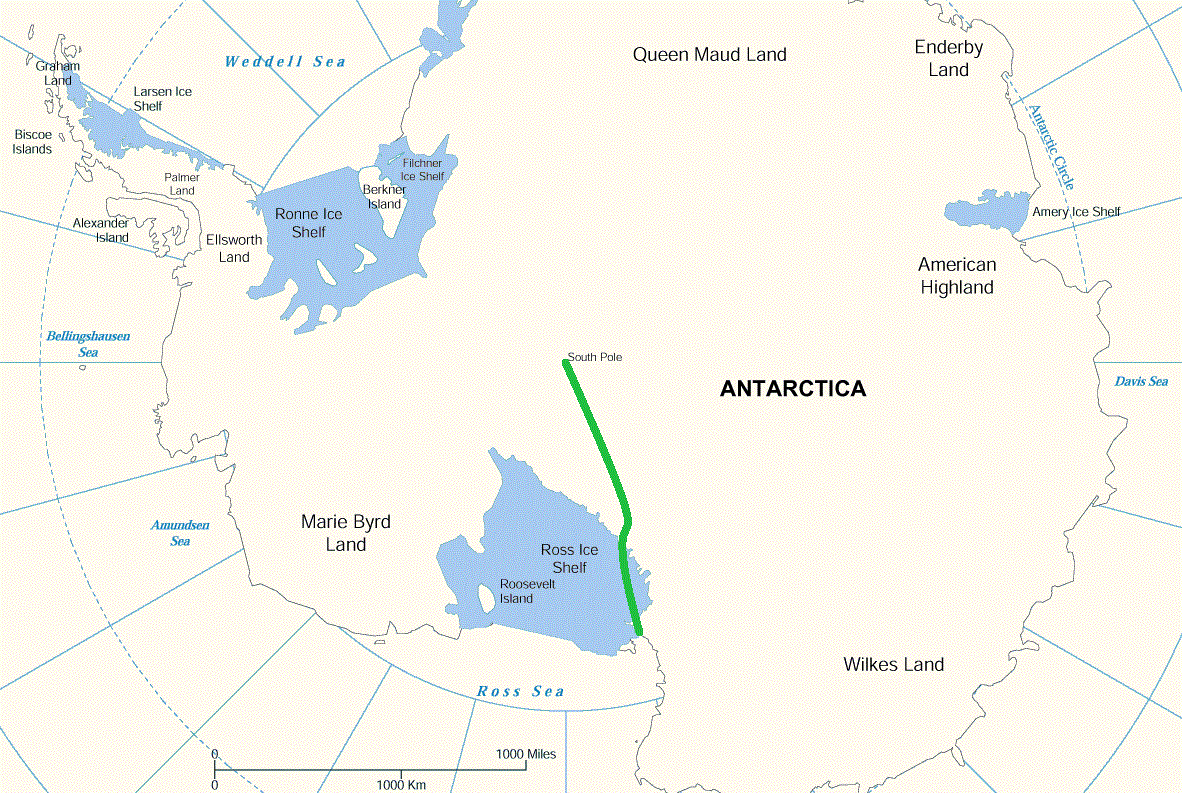 Queen Maud Land
Enderby
Land
Weddell Sea
Graham
Land
Larsen Ice
Shelf
Antarctic Circle
Biscoe
Islands
Filchner
Ice Shelf
Palmer
Land
Berkner
Island
Ronne Ice
Shelf
Amery Ice Shelf
Alexander
Island
Ellsworth
Land
American
Highland
Bellingshausen
Sea
South Pole
Davis Sea
ANTARCTICA
Marie Byrd
Land
Amundsen
Sea
Ross Ice
Shelf
Roosevelt
Island
Wilkes Land
Ross Sea
0
1000 Miles
0
1000 Km